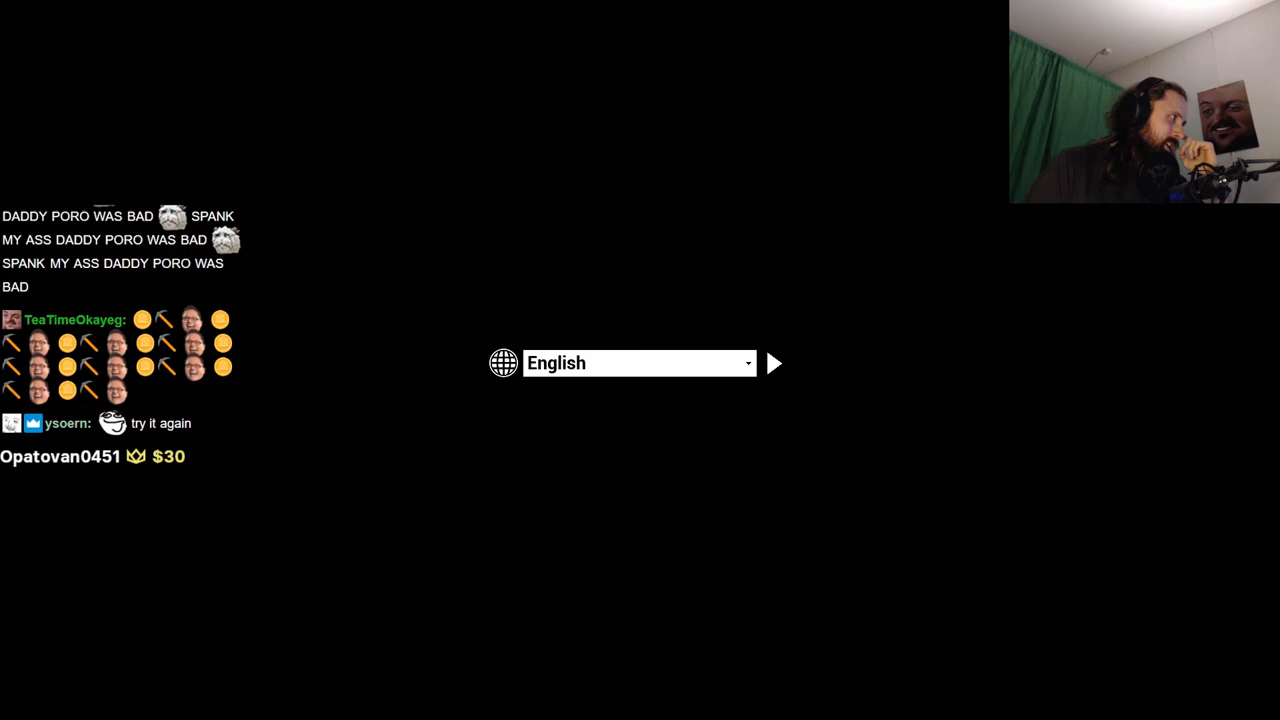 DADDY PORO WAS BAD SPANK
MY ASS DADDY PORO WAS BAD
SPANK MY ASS DADDY PORO WAS
BAD
TeaTimeOkayeg:
ysoern: try it again
Opatovan0451 $30
English